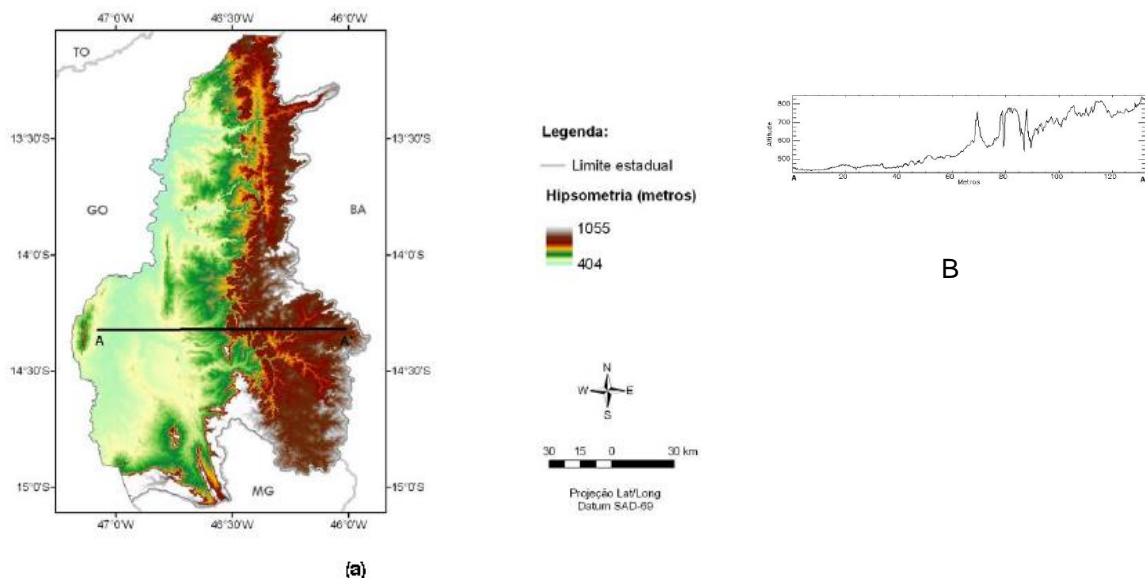 47°0'W 46°30'W 46°0'W
TO
13°30'S
13°30'S
GO
BA
14°0'S
14°0'S
A
A'
14°30'S
14°30'S
15°0'S
15°0'S
MG
47°0'W 46°30'W 46°0'W
(a)
Legenda:
Limite estadual
Hipsometria (metros)
1055
404
N
W E
S
30 15 0 30 km
Projeção Lat/Long
Datum SAD-69
Altitude
800
700
600
500
A 20 40 60 80 100 120 A'
Metros
B